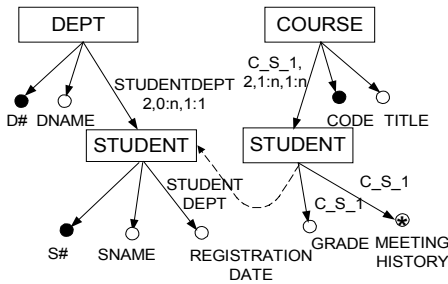 DEPT
COURSE
STUDENTDEPT
2,0:n,1:1
C_S_1,
2,1:n,1:n
D#
DNAME
CODE
TITLE
STUDENT
STUDENT
STUDENT
DEPT
C_S_1
C_S_1
S#
SNAME
REGISTRATION
DATE
GRADE
MEETING
HISTORY